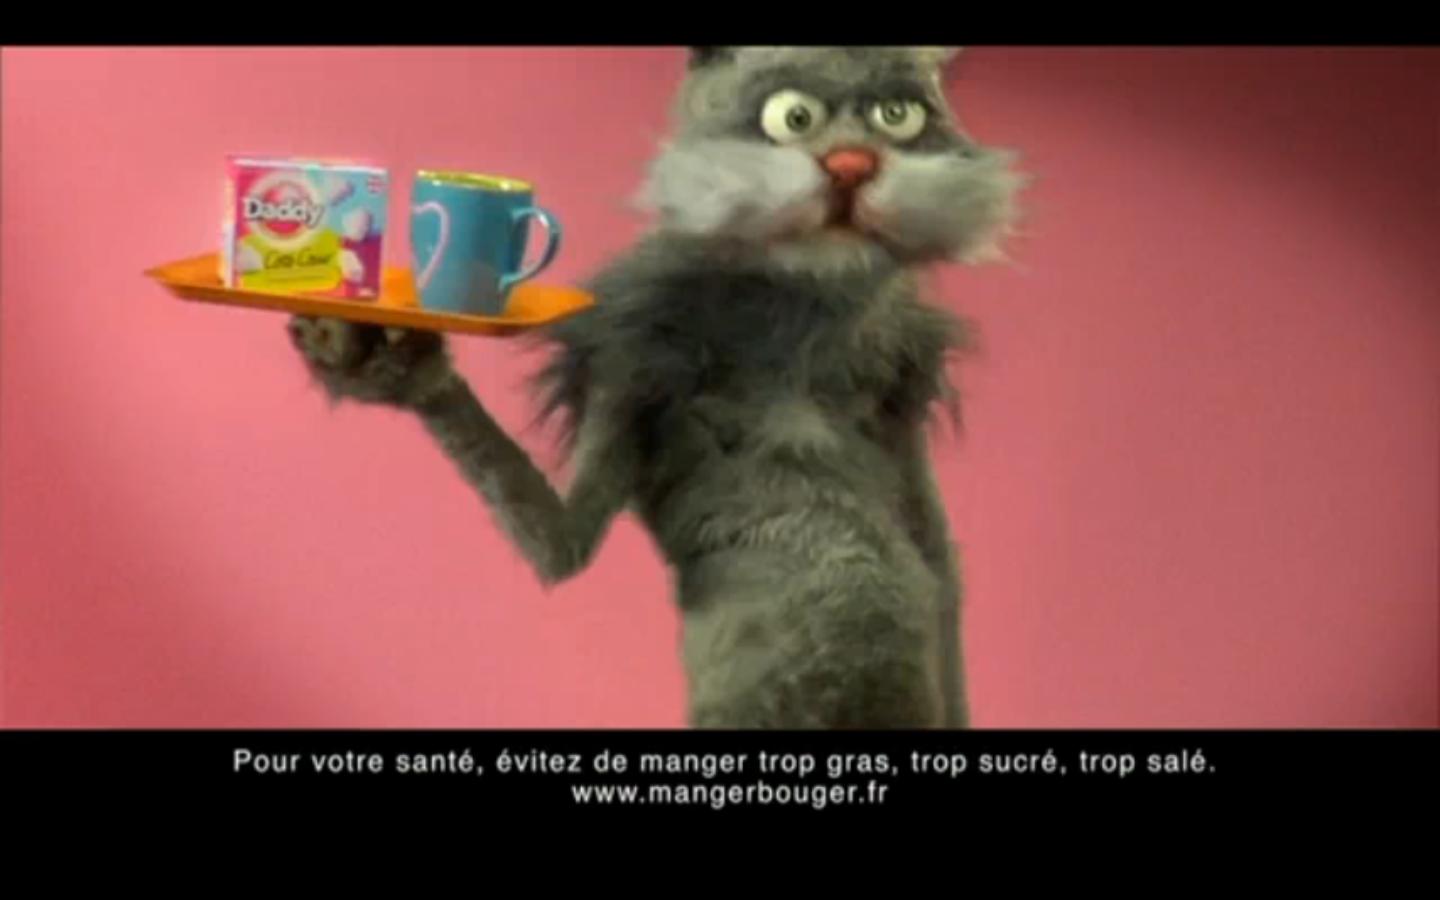 Daddy
Pour votre santé, évitez de manger trop gras, trop sucré, trop salé.
www.mangerbouger.fr